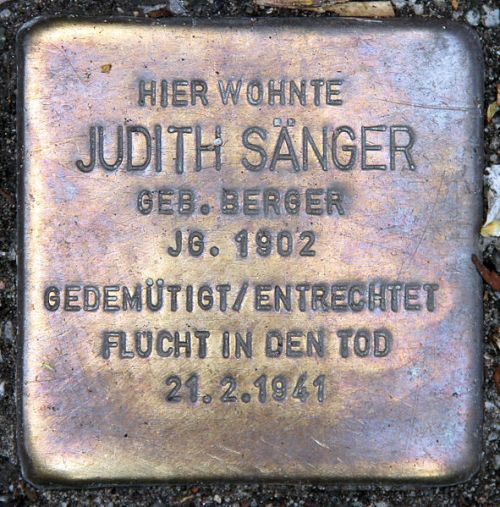 HIER WOHNTE
JUDITH SÄNGER
GEB. BERGER
JG. 1902
GEDEMÜTIGT/ENTRECHTET
FLUCHT IN DEN TOD
21.2.1941